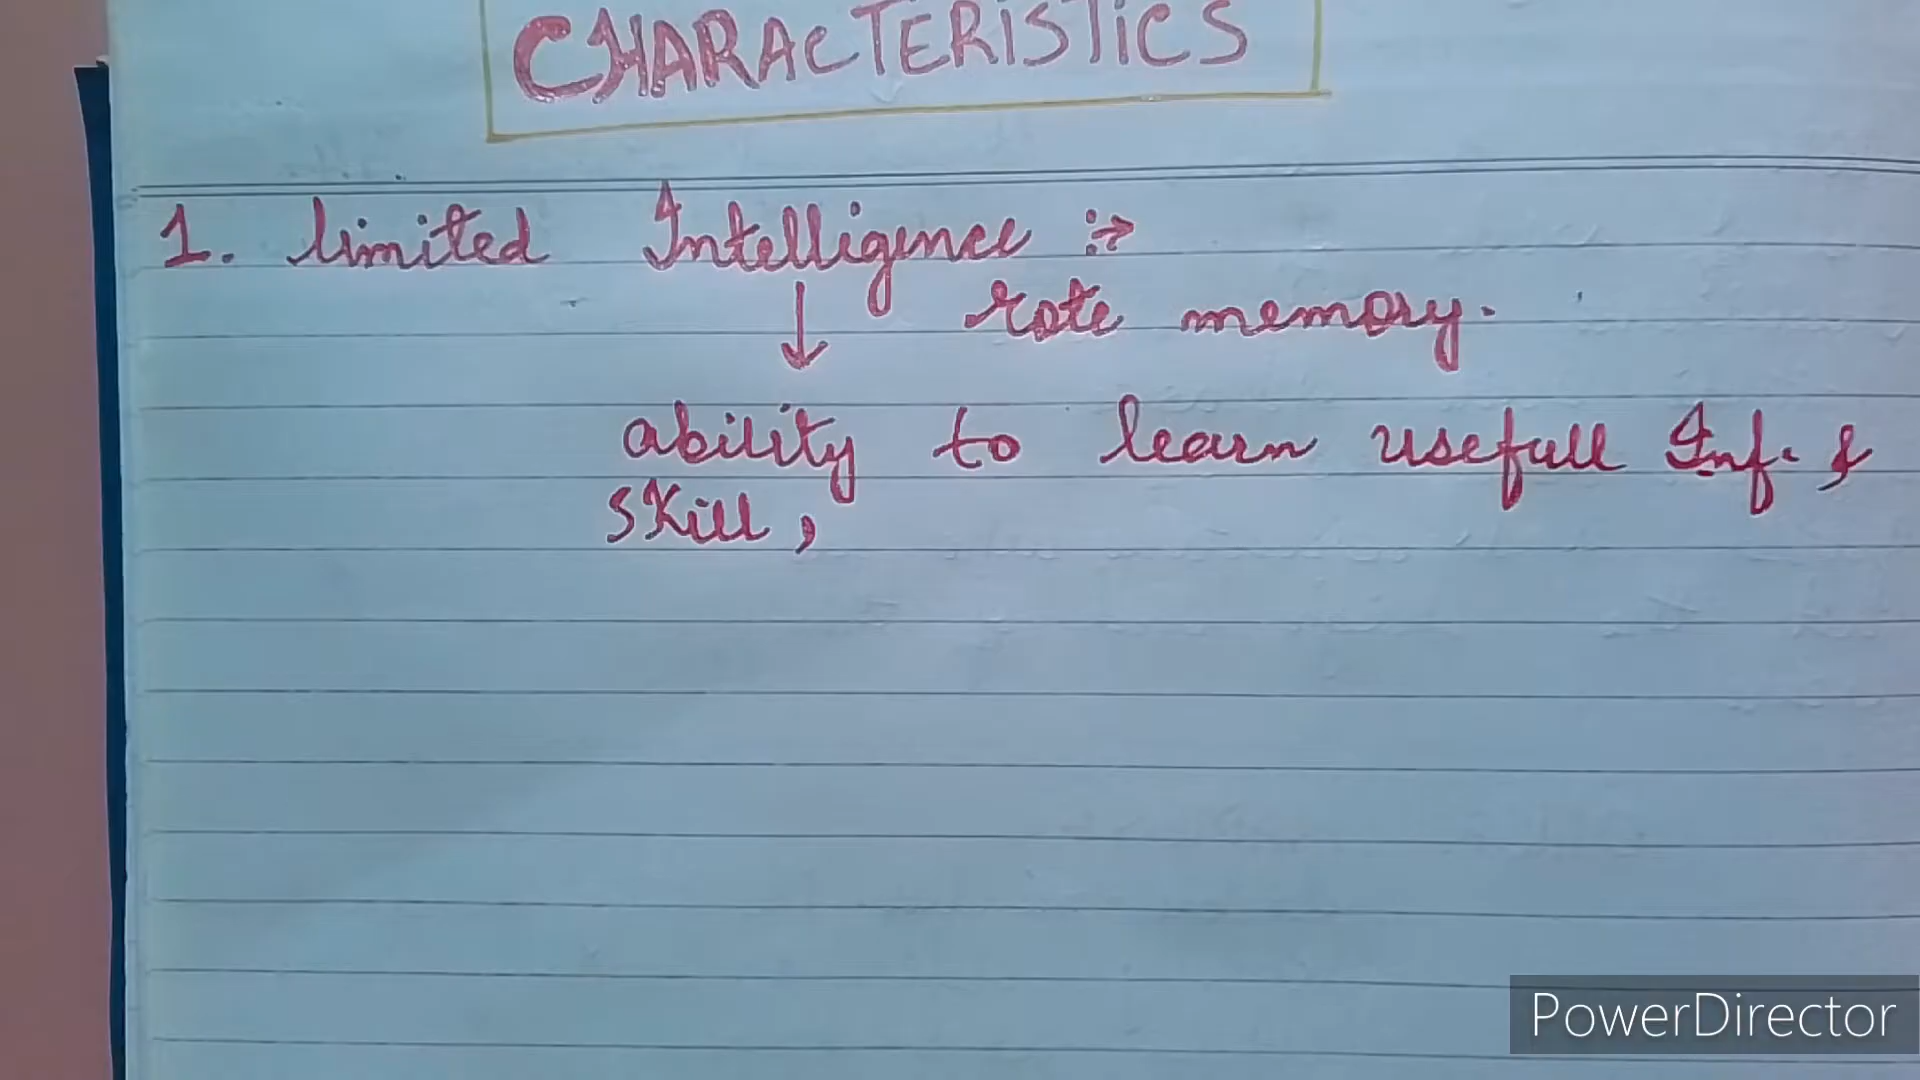 CHARACTERISTICS
1. limited Intelligence :→
↓ rote memory.
ability to learn usefull Inf. &
skill,
PowerDirector